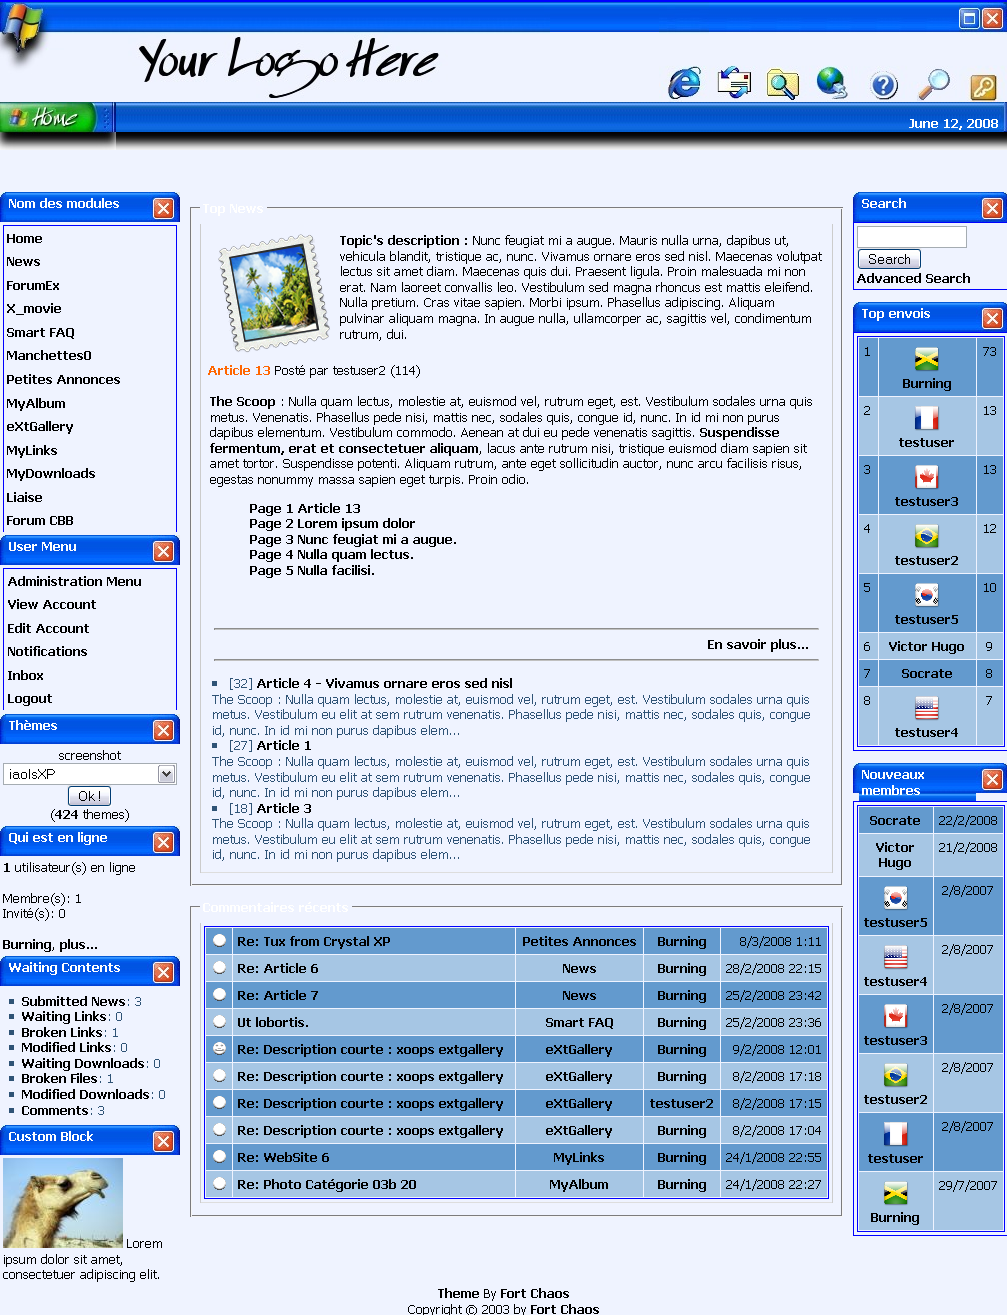 Your Logo Here
Home
June 12, 2008
Nom des modules
Home
News
ForumEx
X_movie
Smart FAQ
Manchettes0
Petites Annonces
MyAlbum
eXtGallery
MyLinks
MyDownloads
Liaise
Forum CBB
User Menu
Administration Menu
View Account
Edit Account
Notifications
Inbox
Logout
Thèmes
screenshot
iaolsXP
Ok !
(424 themes)
Qui est en ligne
1 utilisateur(s) en ligne
Membre(s): 1
Invité(s): 0
Burning, plus...
Waiting Contents
Submitted News: 3
Waiting Links: 0
Broken Links: 1
Modified Links: 0
Waiting Downloads: 0
Broken Files: 1
Modified Downloads: 0
Comments: 3
Custom Block
Lorem
ipsum dolor sit amet,
consectetuer adipiscing elit.
Top News
Topic's description : Nunc feugiat mi a augue. Mauris nulla urna, dapibus ut,
vehicula blandit, tristique ac, nunc. Vivamus ornare eros sed nisl. Maecenas volutpat
lectus sit amet diam. Maecenas quis dui. Praesent ligula. Proin malesuada mi non
erat. Nam laoreet convallis leo. Vestibulum sed magna rhoncus est mattis eleifend.
Nulla pretium. Cras vitae sapien. Morbi ipsum. Phasellus adipiscing. Aliquam
pulvinar aliquam magna. In augue nulla, ullamcorper ac, sagittis vel, condimentum
rutrum, dui.
Article 13 Posté par testuser2 (114)
The Scoop : Nulla quam lectus, molestie at, euismod vel, rutrum eget, est. Vestibulum sodales urna quis
metus. Venenatis. Phasellus pede nisi, mattis nec, sodales quis, congue id, nunc. In id mi non purus
dapibus elementum. Vestibulum commodo. Aenean at dui eu pede venenatis sagittis. Suspendisse
fermentum, erat et consectetuer aliquam, lacus ante rutrum nisi, tristique euismod diam sapien sit
amet tortor. Suspendisse potenti. Aliquam rutrum, ante eget sollicitudin auctor, nunc arcu facilisis risus,
egestas nonummy massa sapien eget turpis. Proin odio.
Page 1 Article 13
Page 2 Lorem ipsum dolor
Page 3 Nunc feugiat mi a augue.
Page 4 Nulla quam lectus.
Page 5 Nulla facilisi.
En savoir plus...
[32] Article 4 - Vivamus ornare eros sed nisl
The Scoop : Nulla quam lectus, molestie at, euismod vel, rutrum eget, est. Vestibulum sodales urna quis
metus. Vestibulum eu elit at sem rutrum venenatis. Phasellus pede nisi, mattis nec, sodales quis, congue
id, nunc. In id mi non purus dapibus elem...
[27] Article 1
The Scoop : Nulla quam lectus, molestie at, euismod vel, rutrum eget, est. Vestibulum sodales urna quis
metus. Vestibulum eu elit at sem rutrum venenatis. Phasellus pede nisi, mattis nec, sodales quis, congue
id, nunc. In id mi non purus dapibus elem...
[18] Article 3
The Scoop : Nulla quam lectus, molestie at, euismod vel, rutrum eget, est. Vestibulum sodales urna quis
metus. Vestibulum eu elit at sem rutrum venenatis. Phasellus pede nisi, mattis nec, sodales quis, congue
id, nunc. In id mi non purus dapibus elem...
Commentaires récents
Re: Tux from Crystal XP Petites Annonces Burning 8/3/2008 1:11
Re: Article 6 News Burning 28/2/2008 22:15
Re: Article 7 News Burning 25/2/2008 23:42
Ut lobortis. Smart FAQ Burning 25/2/2008 23:36
Re: Description courte : xoops extgallery eXtGallery Burning 9/2/2008 12:01
Re: Description courte : xoops extgallery eXtGallery Burning 8/2/2008 17:18
Re: Description courte : xoops extgallery eXtGallery testuser2 8/2/2008 17:15
Re: Description courte : xoops extgallery eXtGallery Burning 8/2/2008 17:04
Re: WebSite 6 MyLinks Burning 24/1/2008 22:55
Re: Photo Catégorie 03b 20 MyAlbum Burning 24/1/2008 22:27
Search
Search
Advanced Search
Top envois
1 Burning 73
2 testuser 13
3 testuser3 13
4 testuser2 12
5 testuser5 10
6 Victor Hugo 9
7 Socrate 8
8 testuser4 7
Nouveaux
membres
Socrate 22/2/2008
Victor 21/2/2008
Hugo
testuser5 2/8/2007
testuser4 2/8/2007
testuser3 2/8/2007
testuser2 2/8/2007
testuser 2/8/2007
Burning 29/7/2007
Theme By Fort Chaos
Copyright © 2003 by Fort Chaos